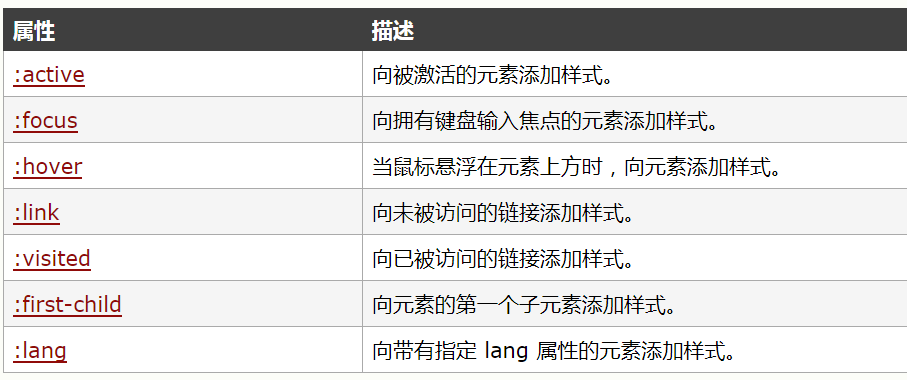 属性 描述
:active 向被激活的元素添加样式。
:focus 向拥有键盘输入焦点的元素添加样式。
:hover 当鼠标悬浮在元素上方时，向元素添加样式。
:link 向未被访问的链接添加样式。
:visited 向已被访问的链接添加样式。
:first-child 向元素的第一个子元素添加样式。
:lang 向带有指定 lang 属性的元素添加样式。